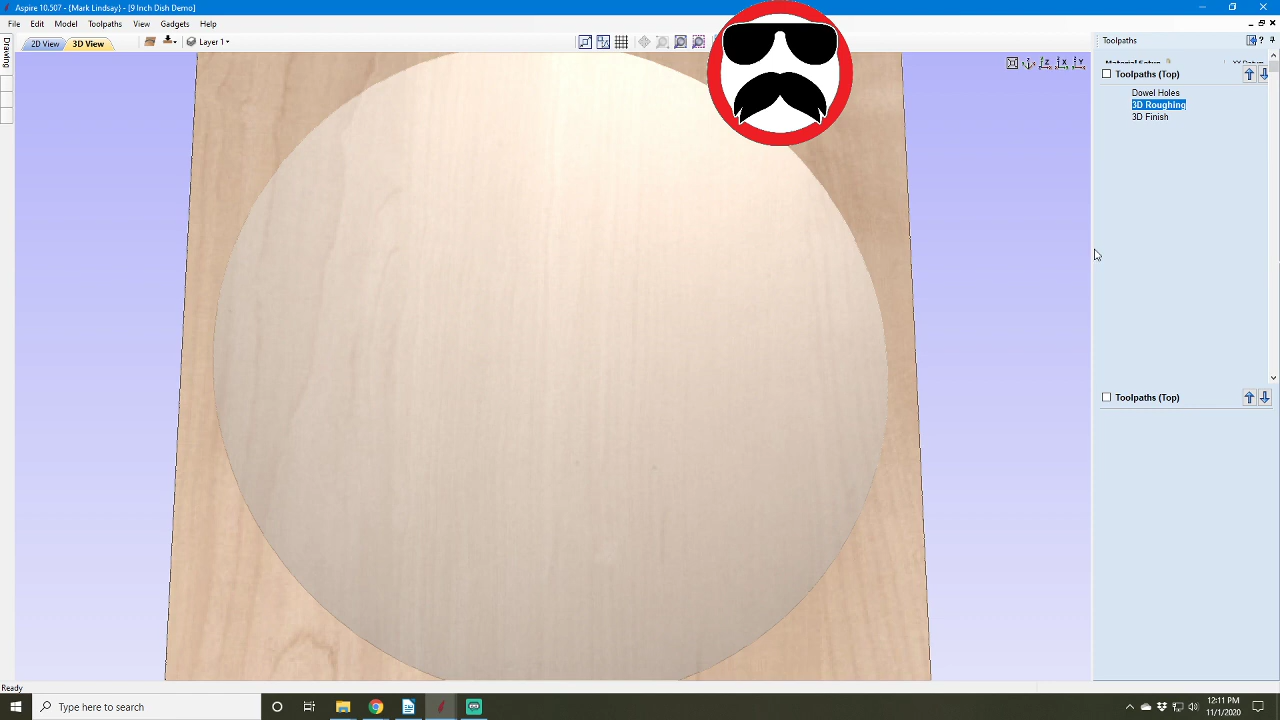 Aspire 10.507 - {Mark Lindsay} - [9 Inch Dish Demo]
File Edit Model Toolpaths View Gadgets Help
2D View 3D View Layer 1
Drawing
Toolpaths
Toolpaths (Top)
Dowel Holes
3D Roughing
3D Finish
Toolpaths (Top)
Ready
Type here to search
12:11 PM
11/1/2020